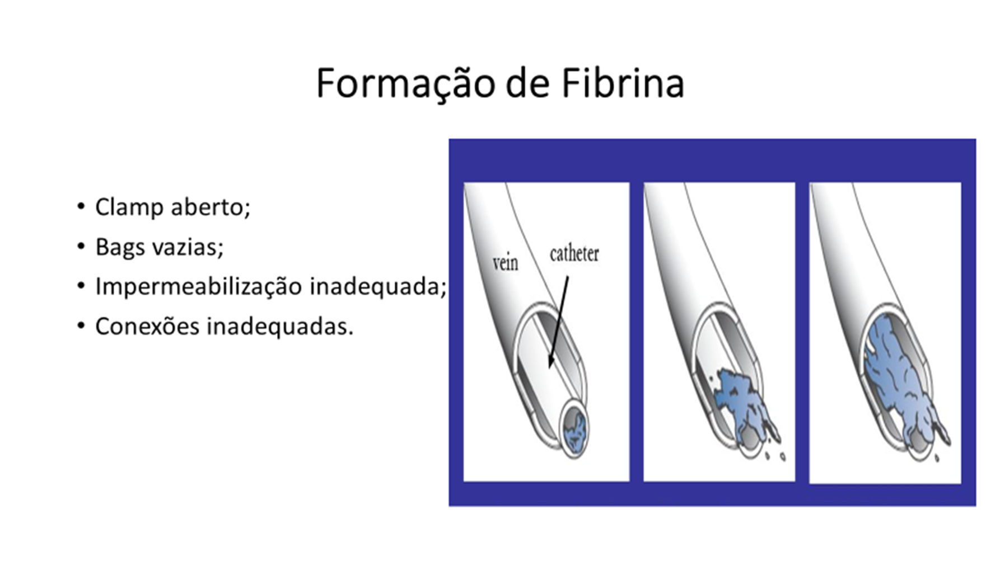 Formação de Fibrina
• Clamp aberto;
• Bags vazias;
• Impermeabilização inadequada;
• Conexões inadequadas.
vein
catheter